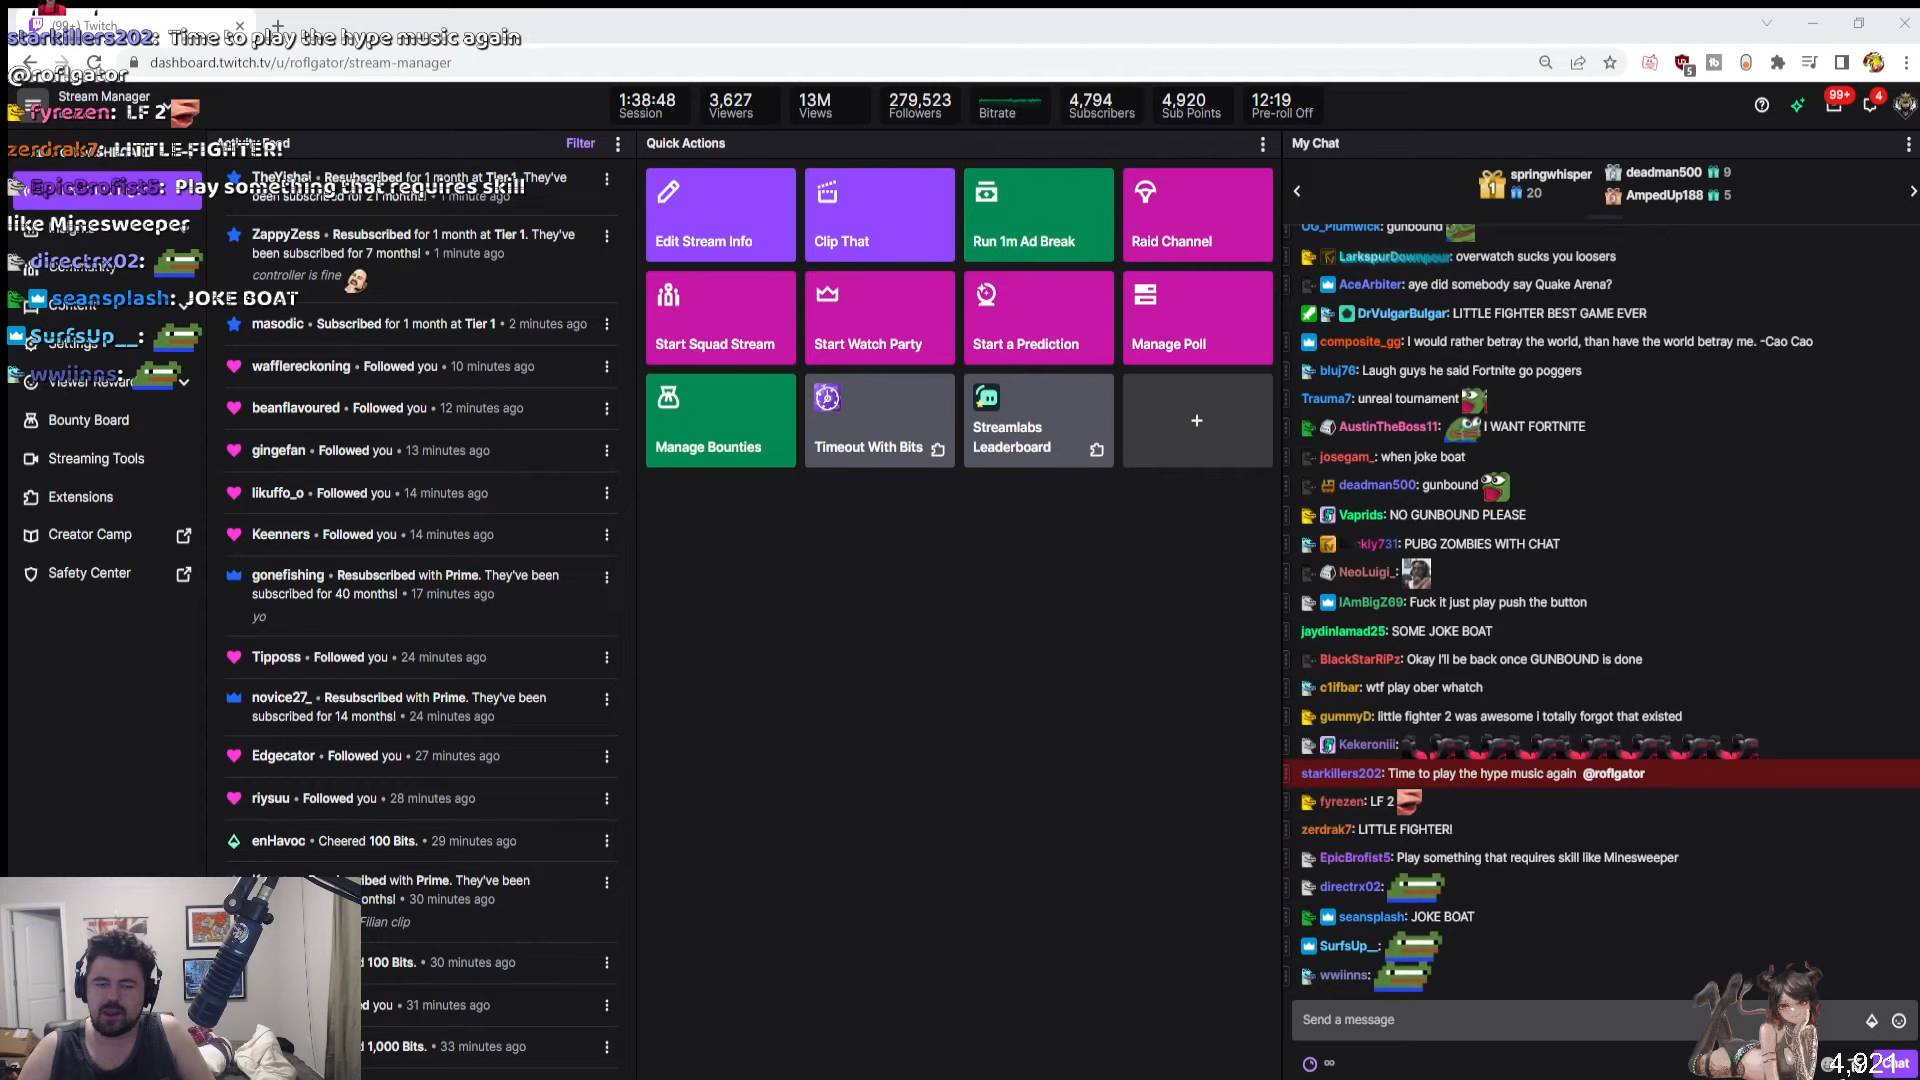 (99+) Twitch
starkillers202: Time to play the hype music again
@roflgator
dashboard.twitch.tv/u/roflgator/stream-manager
5
Stream Manager
fyrezen: LF 2
1:38:48
Session
3,627
Viewers
13M
Views
279,523
Followers
Bitrate
4,794
Subscribers
4,920
Sub Points
12:19
Pre-roll Off
99+
4
zerdrak7: LITTLE FIGHTER!
Filter
EpicBrofist5: Play something that requires skill
like Minesweeper
directrx02:
seansplash: JOKE BOAT
SurfsUp__:
wwiinns:
Viewer Rewards
Bounty Board
Streaming Tools
Extensions
Creator Camp
Safety Center
TheYishai • Resubscribed for 1 month at Tier 1. They've
been subscribed for 21 months! • 1 minute ago
ZappyZess • Resubscribed for 1 month at Tier 1. They've
been subscribed for 7 months! • 1 minute ago
controller is fine
masodic • Subscribed for 1 month at Tier 1 • 2 minutes ago
wafflereckoning • Followed you • 10 minutes ago
beanflavoured • Followed you • 12 minutes ago
gingefan • Followed you • 13 minutes ago
likuffo_o • Followed you • 14 minutes ago
Keenners • Followed you • 14 minutes ago
gonefishing • Resubscribed with Prime. They've been
subscribed for 40 months! • 17 minutes ago
yo
Tipposs • Followed you • 24 minutes ago
novice27_ • Resubscribed with Prime. They've been
subscribed for 14 months! • 24 minutes ago
Edgecator • Followed you • 27 minutes ago
riysuu • Followed you • 28 minutes ago
enHavoc • Cheered 100 Bits. • 29 minutes ago
with Prime. They've been
• 30 minutes ago
clip
100 Bits. • 30 minutes ago
you • 31 minutes ago
1,000 Bits. • 33 minutes ago
Quick Actions
Edit Stream Info
Clip That
Run 1m Ad Break
Raid Channel
Start Squad Stream
Start Watch Party
Start a Prediction
Manage Poll
Manage Bounties
Timeout With Bits
Streamlabs
Leaderboard
+
My Chat
1
springwhisper
20
deadman500 9
AmpedUp188 5
OG_Plumwick: gunbound
LarkspurDownpour: overwatch sucks you loosers
AceArbiter: aye did somebody say Quake Arena?
DrVulgarBulgar: LITTLE FIGHTER BEST GAME EVER
composite_gg: I would rather betray the world, than have the world betray me. -Cao Cao
bluj76: Laugh guys he said Fortnite go poggers
Trauma7: unreal tournament
AustinTheBoss11: I WANT FORTNITE
josegam_: when joke boat
deadman500: gunbound
Vaprids: NO GUNBOUND PLEASE
kly731: PUBG ZOMBIES WITH CHAT
NeoLuigi_:
IAmBigZ69: Fuck it just play push the button
jaydinlamad25: SOME JOKE BOAT
BlackStarRiPz: Okay I'll be back once GUNBOUND is done
c1ifbar: wtf play ober whatch
gummyD: little fighter 2 was awesome i totally forgot that existed
Kekeroniii:
starkillers202: Time to play the hype music again @roflgator
fyrezen: LF 2
zerdrak7: LITTLE FIGHTER!
EpicBrofist5: Play something that requires skill like Minesweeper
directrx02:
seansplash: JOKE BOAT
SurfsUp__:
wwiinns:
Send a message
∞
4,921
Chat